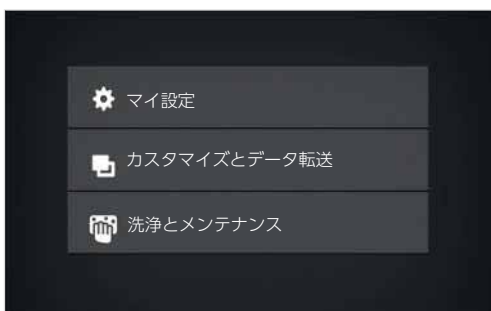 マイ設定
カスタマイズとデータ転送
洗浄とメンテナンス